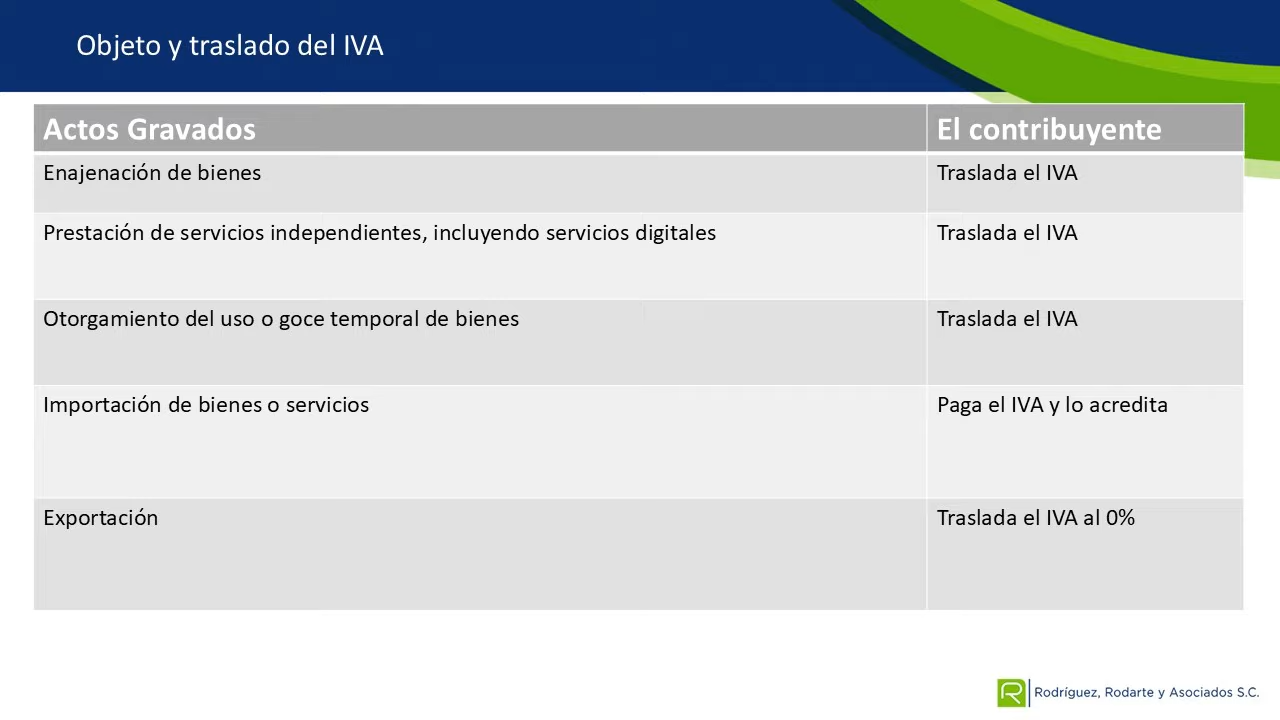 Objeto y traslado del IVA
Actos Gravados
El contribuyente
Enajenación de bienes
Traslada el IVA
Prestación de servicios independientes, incluyendo servicios digitales
Traslada el IVA
Otorgamiento del uso o goce temporal de bienes
Traslada el IVA
Importación de bienes o servicios
Paga el IVA y lo acredita
Exportación
Traslada el IVA al 0%
R Rodríguez, Rodarte y Asociados S.C.